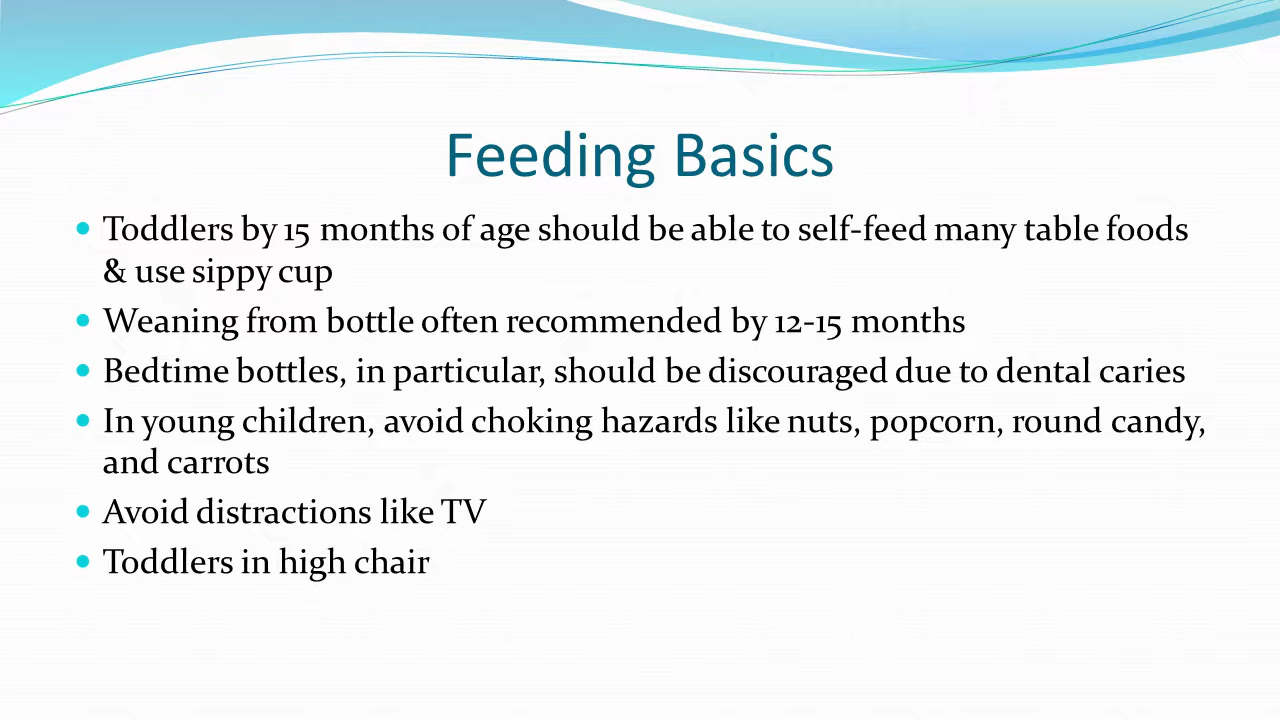 Feeding Basics
• Toddlers by 15 months of age should be able to self-feed many table foods
& use sippy cup
• Weaning from bottle often recommended by 12-15 months
• Bedtime bottles, in particular, should be discouraged due to dental caries
• In young children, avoid choking hazards like nuts, popcorn, round candy,
and carrots
• Avoid distractions like TV
• Toddlers in high chair